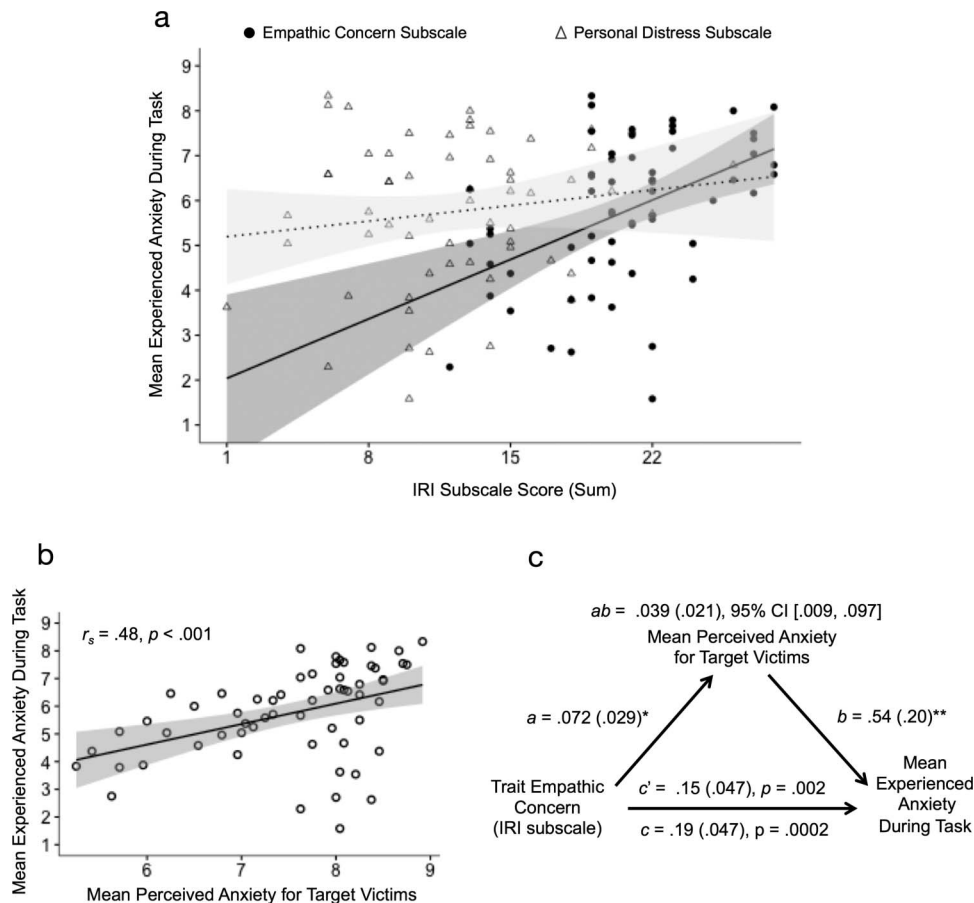 a
Empathic Concern Subscale
Personal Distress Subscale
Mean Experienced Anxiety During Task
9
8
7
6
5
4
3
2
1
1
8
15
22
IRI Subscale Score (Sum)
b
Mean Experienced Anxiety During Task
rs = .48, p < .001
9
8
7
6
5
4
3
2
1
6
7
8
9
Mean Perceived Anxiety for Target Victims
c
ab = .039 (.021), 95% CI [.009, .097]
Mean Perceived Anxiety
for Target Victims
a = .072 (.029)*
b = .54 (.20)**
Trait Empathic
Concern
(IRI subscale)
c' = .15 (.047), p = .002
c = .19 (.047), p = .0002
Mean
Experienced
Anxiety
During Task